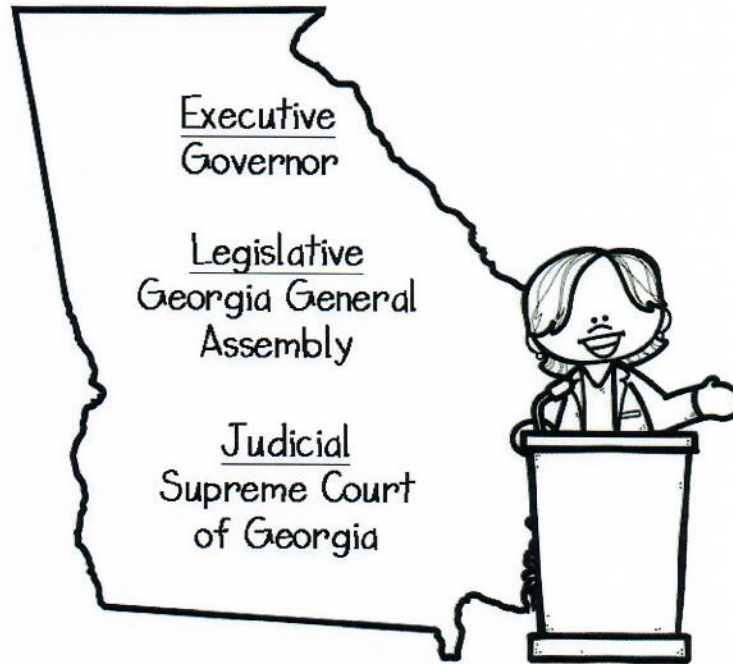 Executive
Governor
Legislative
Georgia General
Assembly
Judicial
Supreme Court
of Georgia